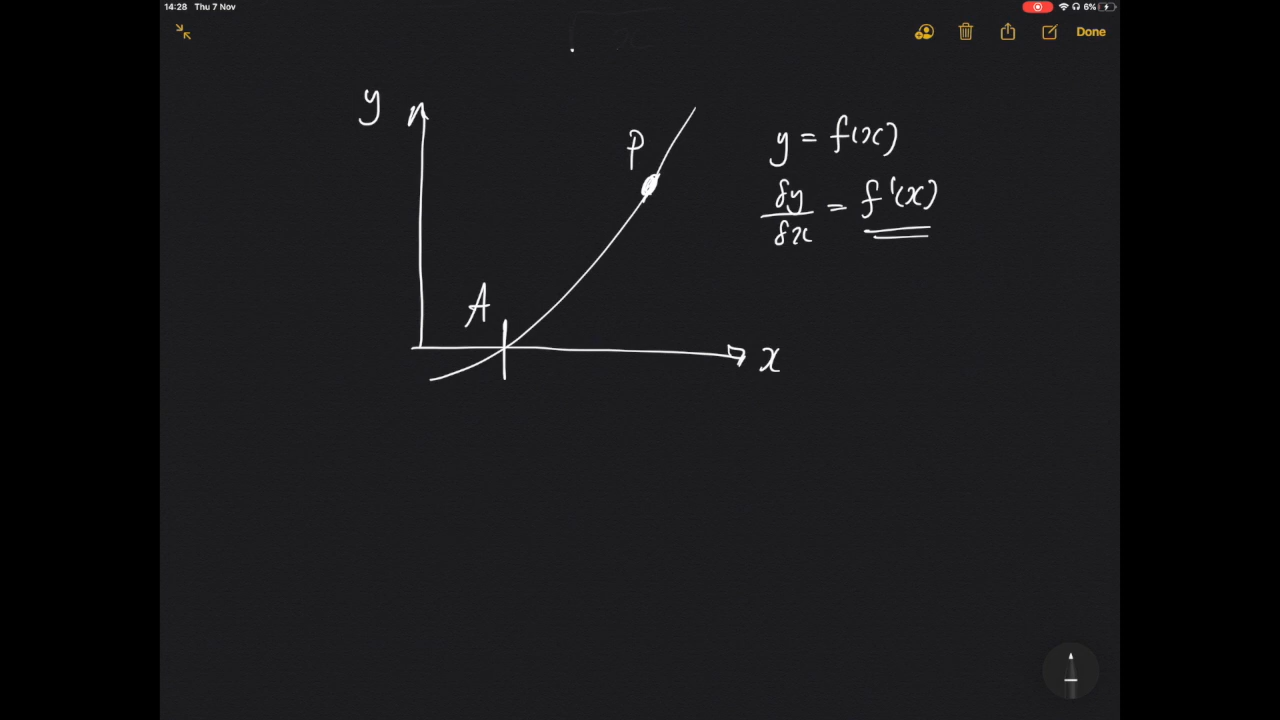 14:28 Thu 7 Nov
6%
Done
y
P
y = f(x)
δy/δx = f'(x)
A
x